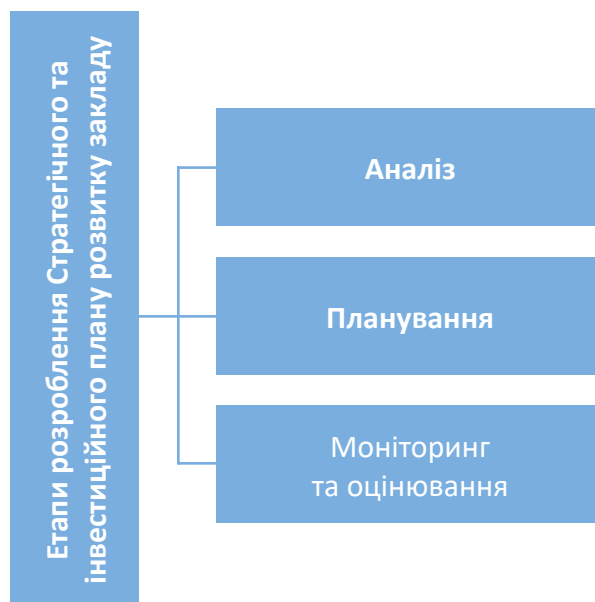 Етапи розроблення Стратегічного та
інвестиційного плану розвитку закладу
Аналіз
Планування
Моніторинг
та оцінювання